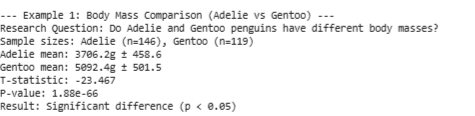 --- Example 1: Body Mass Comparison (Adelie vs Gentoo) ---
Research Question: Do Adelie and Gentoo penguins have different body masses?
Sample sizes: Adelie (n=146), Gentoo (n=119)
Adelie mean: 3706.2g ± 458.6
Gentoo mean: 5092.4g ± 501.5
T-statistic: -23.467
P-value: 1.88e-66
Result: Significant difference (p < 0.05)